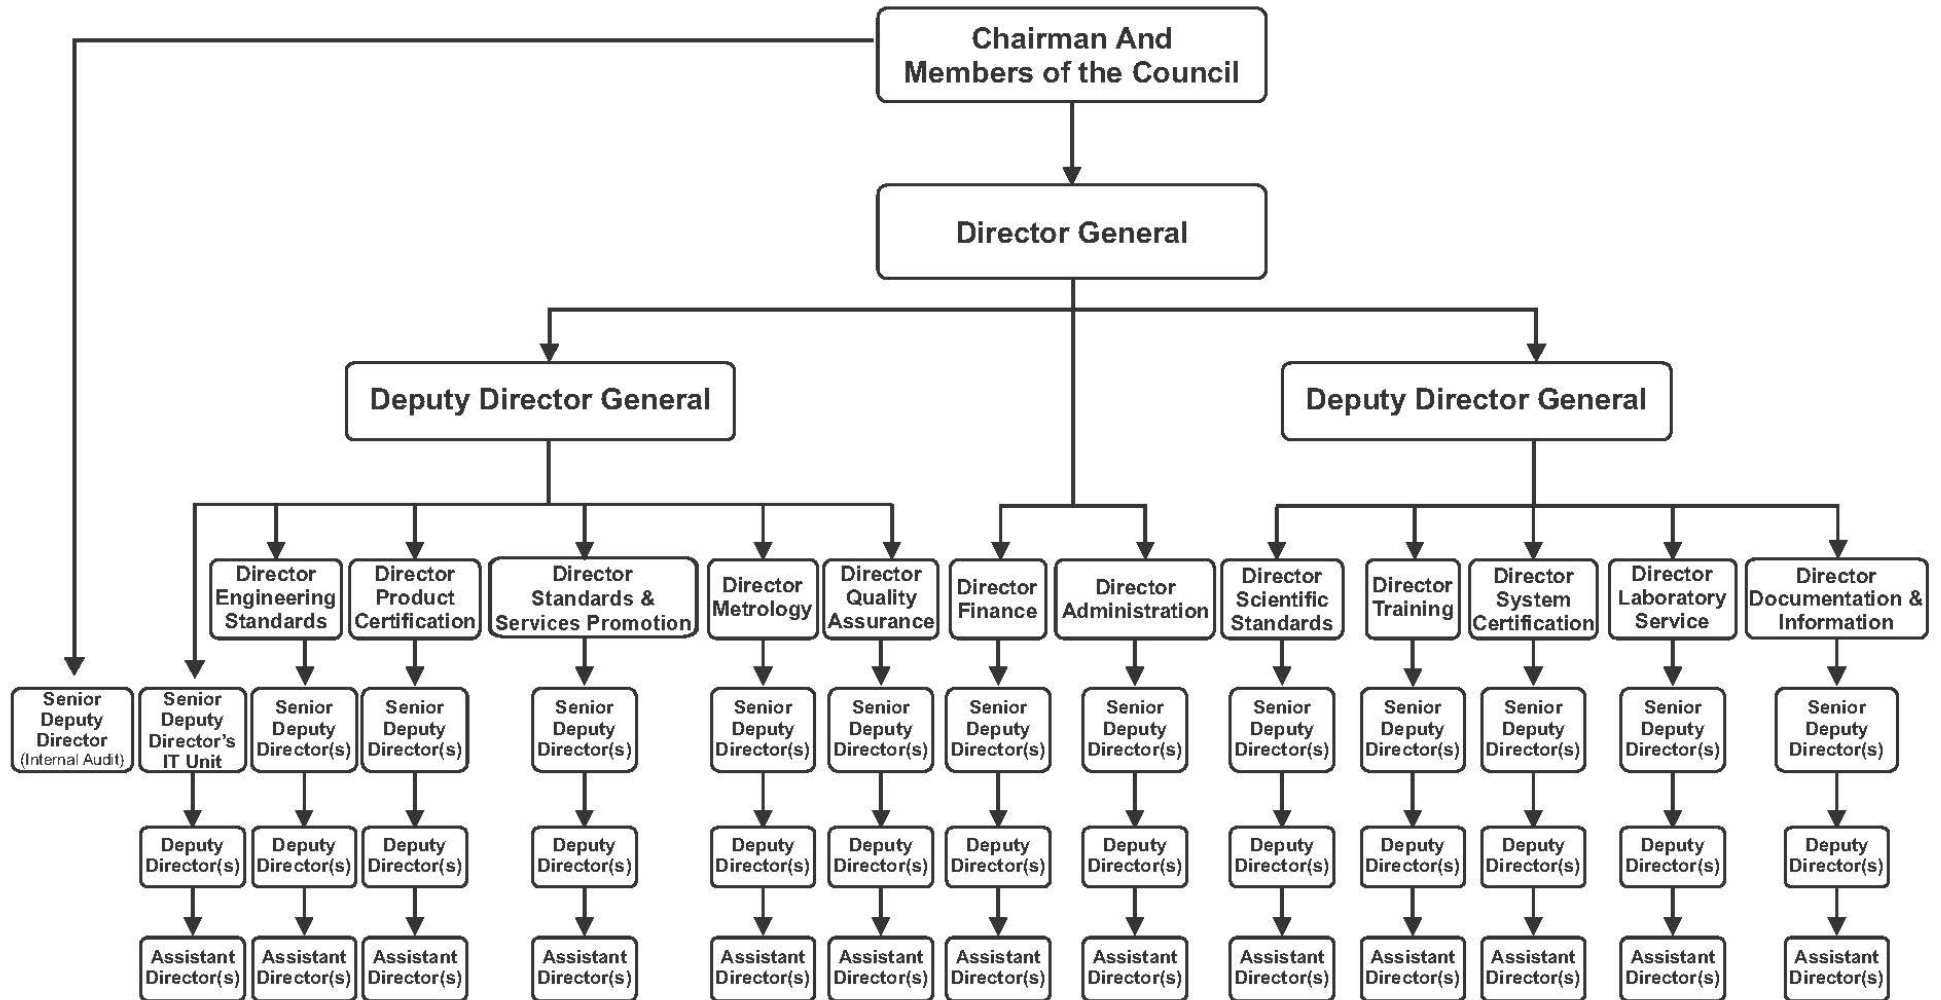 Chairman And
Members of the Council
Director General
Deputy Director General
Deputy Director General
Director
Engineering
Standards
Director
Product
Certification
Director
Standards &
Services Promotion
Director
Metrology
Director
Quality
Assurance
Director
Finance
Director
Administration
Director
Scientific
Standards
Director
Training
Director
System
Certification
Director
Laboratory
Service
Director
Documentation &
Information
Senior
Deputy
Director
(Internal Audit)
Senior
Deputy
Director’s
IT Unit
Senior
Deputy
Director(s)
Senior
Deputy
Director(s)
Senior
Deputy
Director(s)
Senior
Deputy
Director(s)
Senior
Deputy
Director(s)
Senior
Deputy
Director(s)
Senior
Deputy
Director(s)
Senior
Deputy
Director(s)
Senior
Deputy
Director(s)
Senior
Deputy
Director(s)
Senior
Deputy
Director(s)
Senior
Deputy
Director(s)
Deputy
Director(s)
Deputy
Director(s)
Deputy
Director(s)
Deputy
Director(s)
Deputy
Director(s)
Deputy
Director(s)
Deputy
Director(s)
Deputy
Director(s)
Deputy
Director(s)
Deputy
Director(s)
Deputy
Director(s)
Deputy
Director(s)
Deputy
Director(s)
Assistant
Director(s)
Assistant
Director(s)
Assistant
Director(s)
Assistant
Director(s)
Assistant
Director(s)
Assistant
Director(s)
Assistant
Director(s)
Assistant
Director(s)
Assistant
Director(s)
Assistant
Director(s)
Assistant
Director(s)
Assistant
Director(s)
Assistant
Director(s)